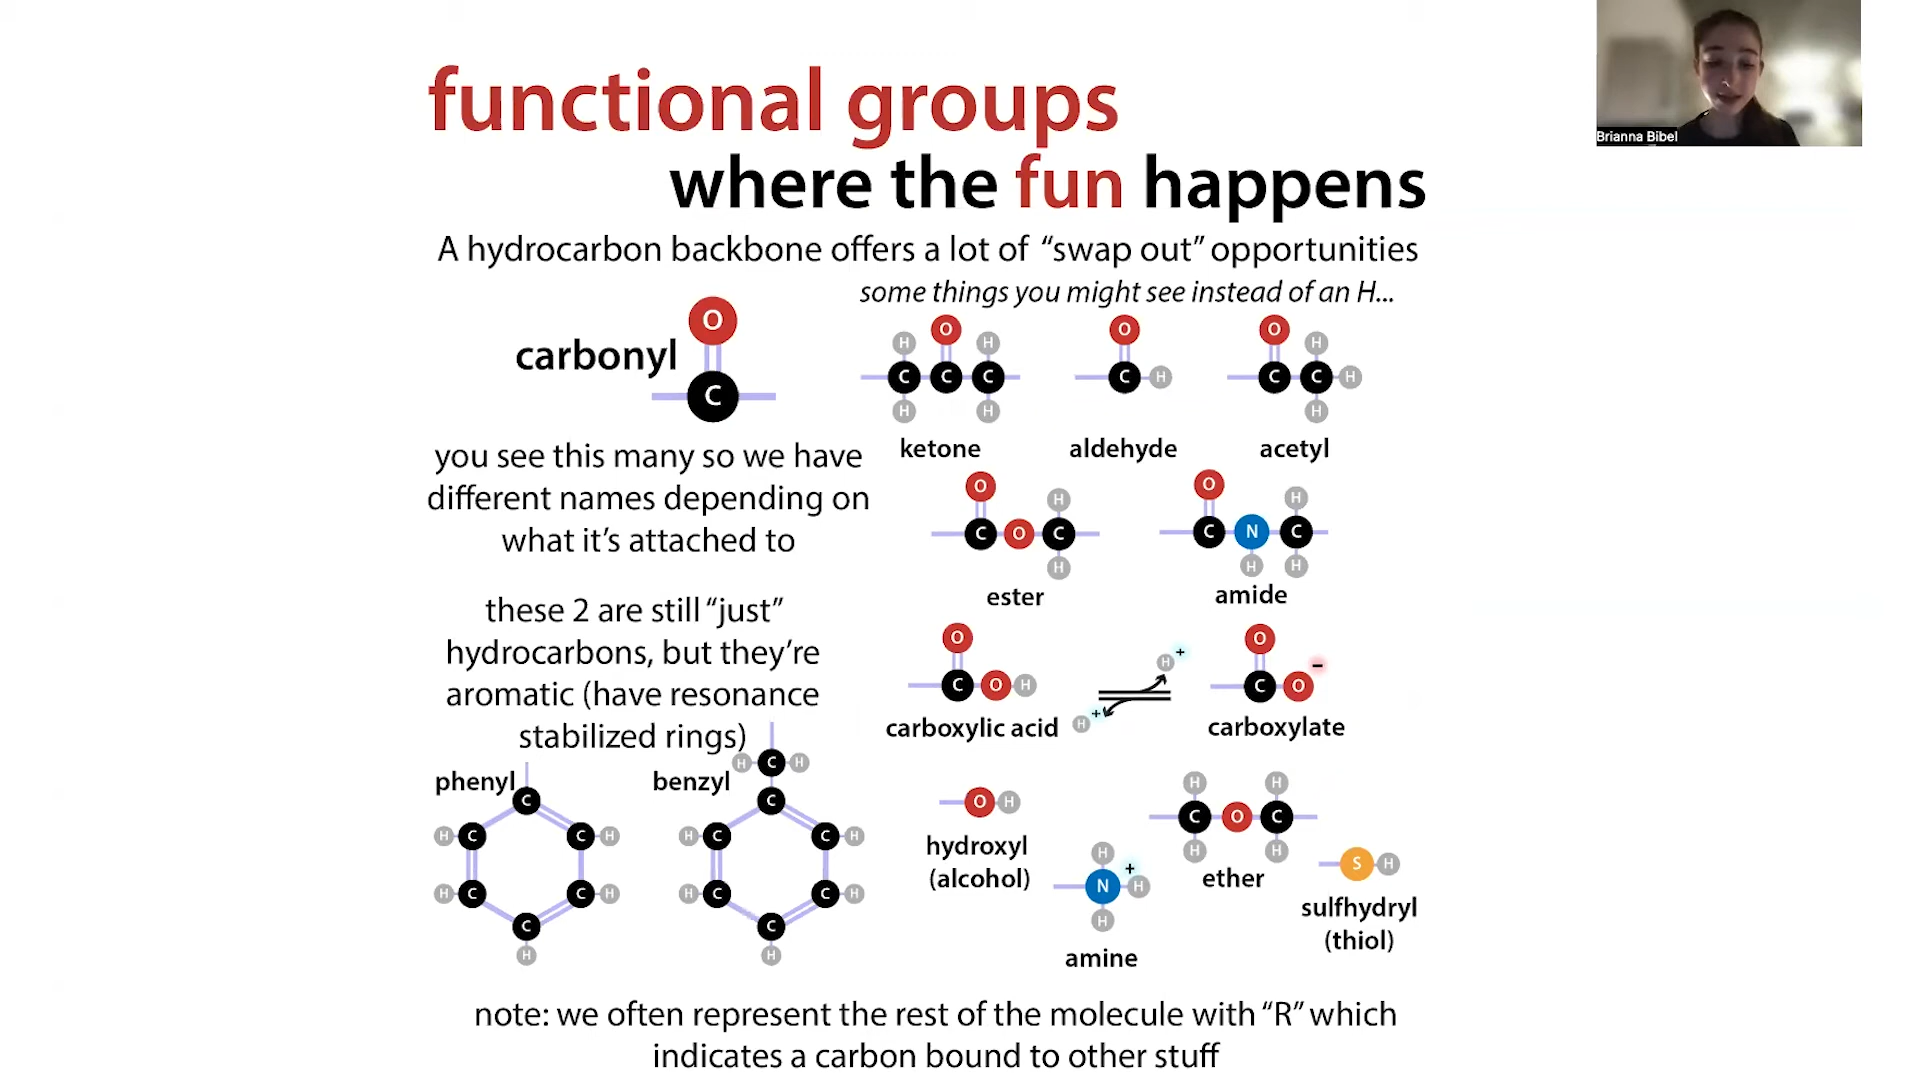 functional groups
where the fun happens
A hydrocarbon backbone offers a lot of “swap out” opportunities
some things you might see instead of an H...
Brianna Bibel
carbonyl
O
C
you see this many so we have
different names depending on
what it’s attached to
H O H
C C C
H H
ketone
O
C H
aldehyde
O H
C C H
H
acetyl
O H
C O C
H
ester
O H
C N C
H H
amide
these 2 are still “just”
hydrocarbons, but they’re
aromatic (have resonance
stabilized rings)
O
C O H
carboxylic acid
H +
H +
O
C O −
carboxylate
phenyl
C
H C C H
H C C H
C
H
benzyl
H C H
C
H C C H
H C C H
C
H
O H
hydroxyl
(alcohol)
H +
N H
H
amine
H H
C O C
H H
ether
S H
sulfhydryl
(thiol)
note: we often represent the rest of the molecule with “R” which
indicates a carbon bound to other stuff